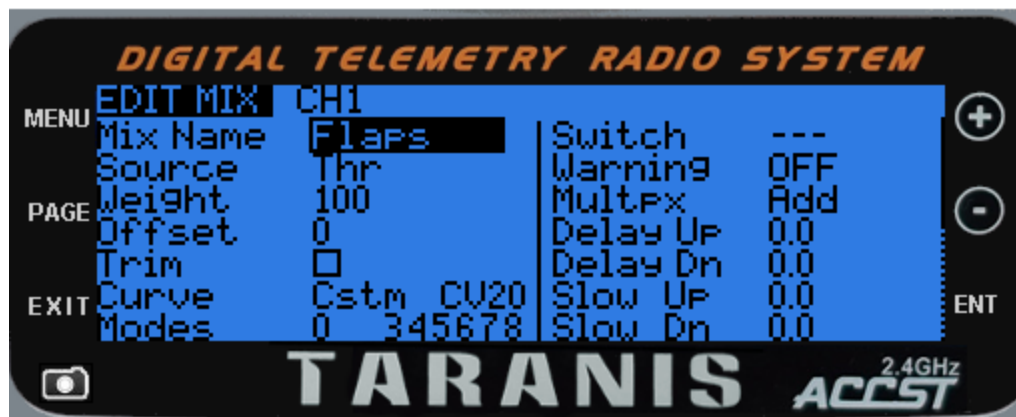 DIGITAL TELEMETRY RADIO SYSTEM
MENU
PAGE
EXIT
EDIT MIX CH1
Mix Name Flaps
Source Thr
Weight 100
Offset 0
Trim
Curve Cstm CV20
Modes 0 345678
Switch ---
Warning OFF
Multpx Add
Delay Up 0.0
Delay Dn 0.0
Slow Up 0.0
Slow Dn 0.0
+
-
ENT
TARANIS
2.4GHz
ACCST